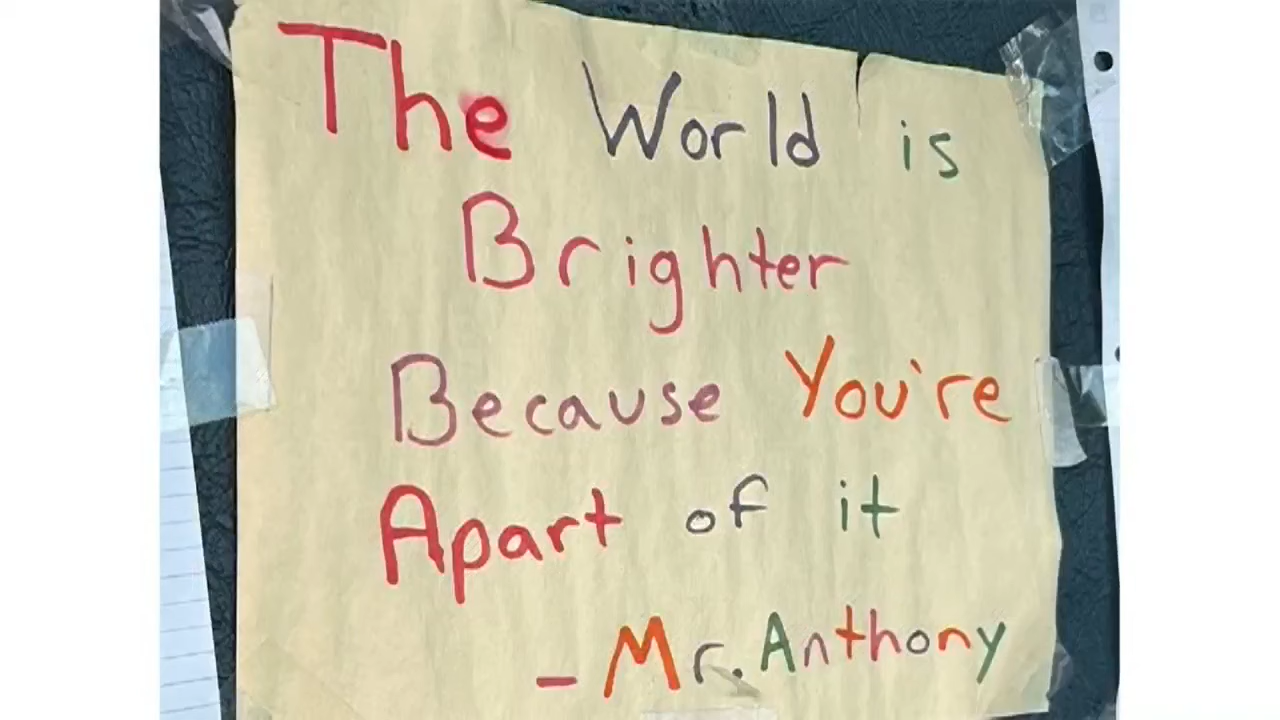 The World is
Brighter
Because You're
Apart of it
- Mr. Anthony